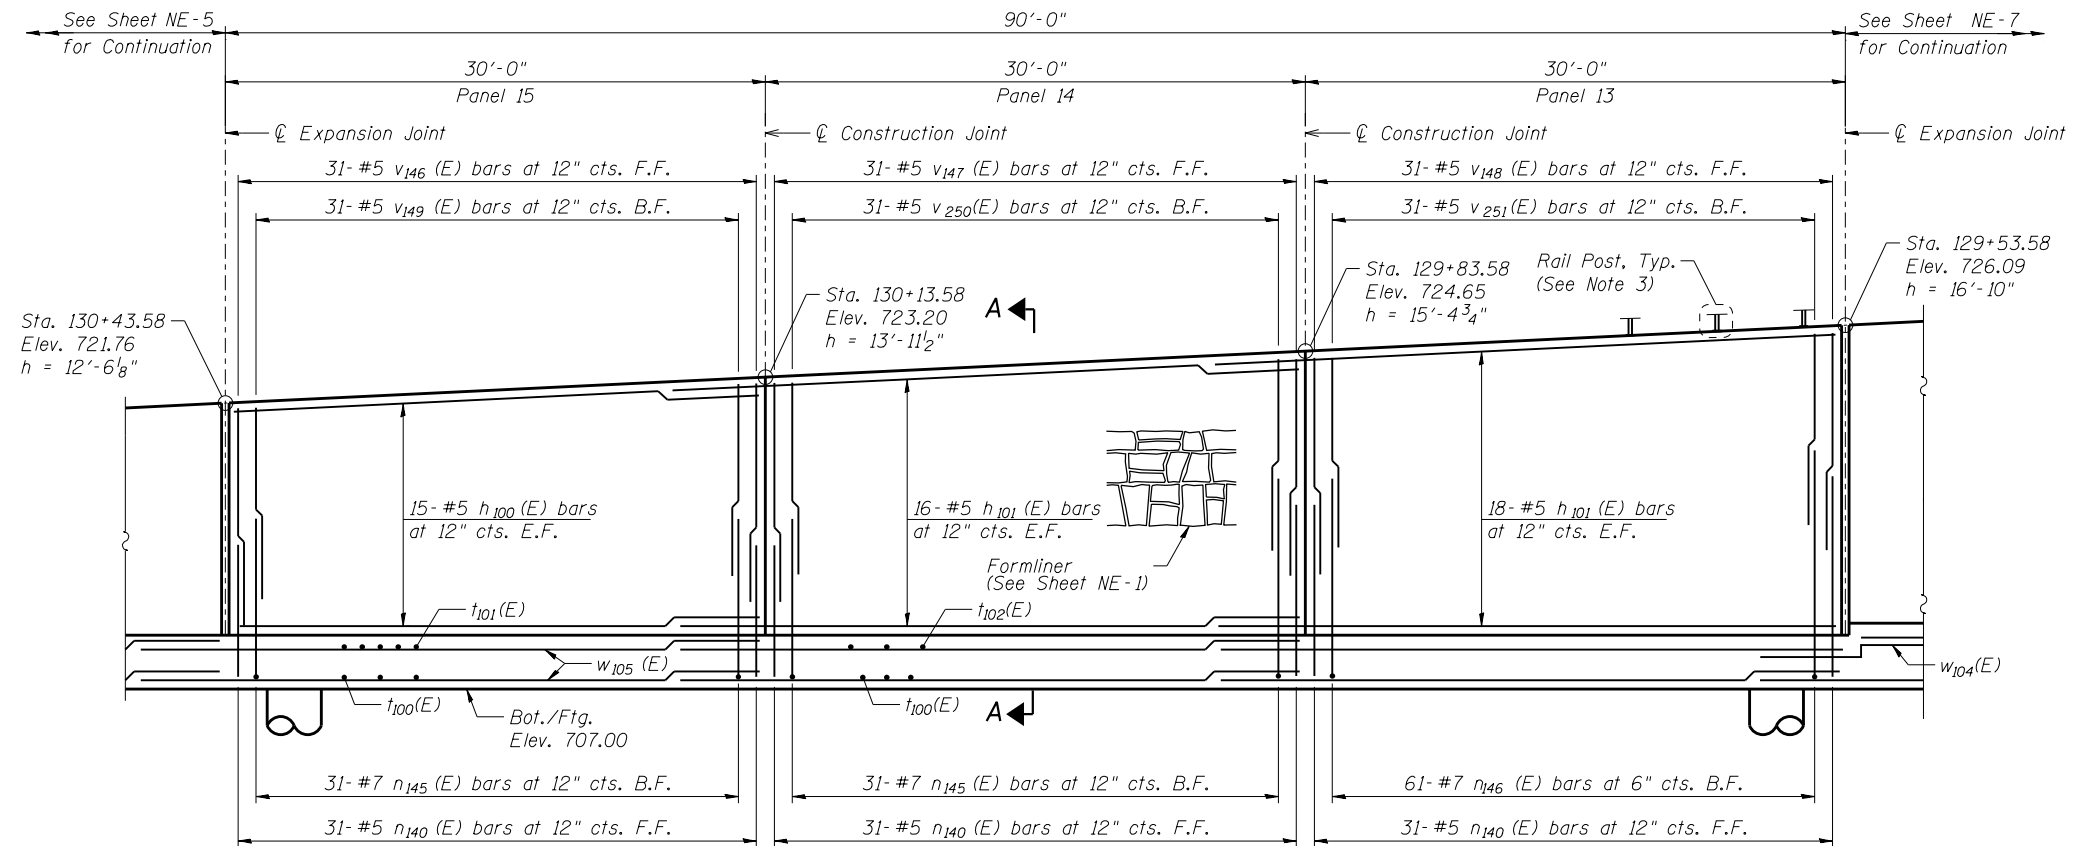 See Sheet NE-5
for Continuation
90'-0"
See Sheet NE-7
for Continuation
30'-0"
Panel 15
30'-0"
Panel 14
30'-0"
Panel 13
℄ Expansion Joint
℄ Construction Joint
℄ Construction Joint
℄ Expansion Joint
31-#5 v146 (E) bars at 12" cts. F.F.
31-#5 v147 (E) bars at 12" cts. F.F.
31-#5 v148 (E) bars at 12" cts. F.F.
31-#5 v149 (E) bars at 12" cts. B.F.
31-#5 v250(E) bars at 12" cts. B.F.
31-#5 v251(E) bars at 12" cts. B.F.
Sta. 130+43.58
Elev. 721.76
h = 12'-6 1/8"
Sta. 130+13.58
Elev. 723.20
h = 13'-11 1/2"
A
Sta. 129+83.58
Elev. 724.65
h = 15'-4 3/4"
Rail Post, Typ.
(See Note 3)
Sta. 129+53.58
Elev. 726.09
h = 16'-10"
15-#5 h100 (E) bars
at 12" cts. E.F.
16-#5 h101 (E) bars
at 12" cts. E.F.
18-#5 h101 (E) bars
at 12" cts. E.F.
Formliner
(See Sheet NE-1)
t101(E)
t102(E)
w105 (E)
w104(E)
t100(E)
Bot./Ftg.
Elev. 707.00
t100(E)
A
31-#7 n145 (E) bars at 12" cts. B.F.
31-#7 n145 (E) bars at 12" cts. B.F.
61-#7 n146 (E) bars at 6" cts. B.F.
31-#5 n140 (E) bars at 12" cts. F.F.
31-#5 n140 (E) bars at 12" cts. F.F.
31-#5 n140 (E) bars at 12" cts. F.F.